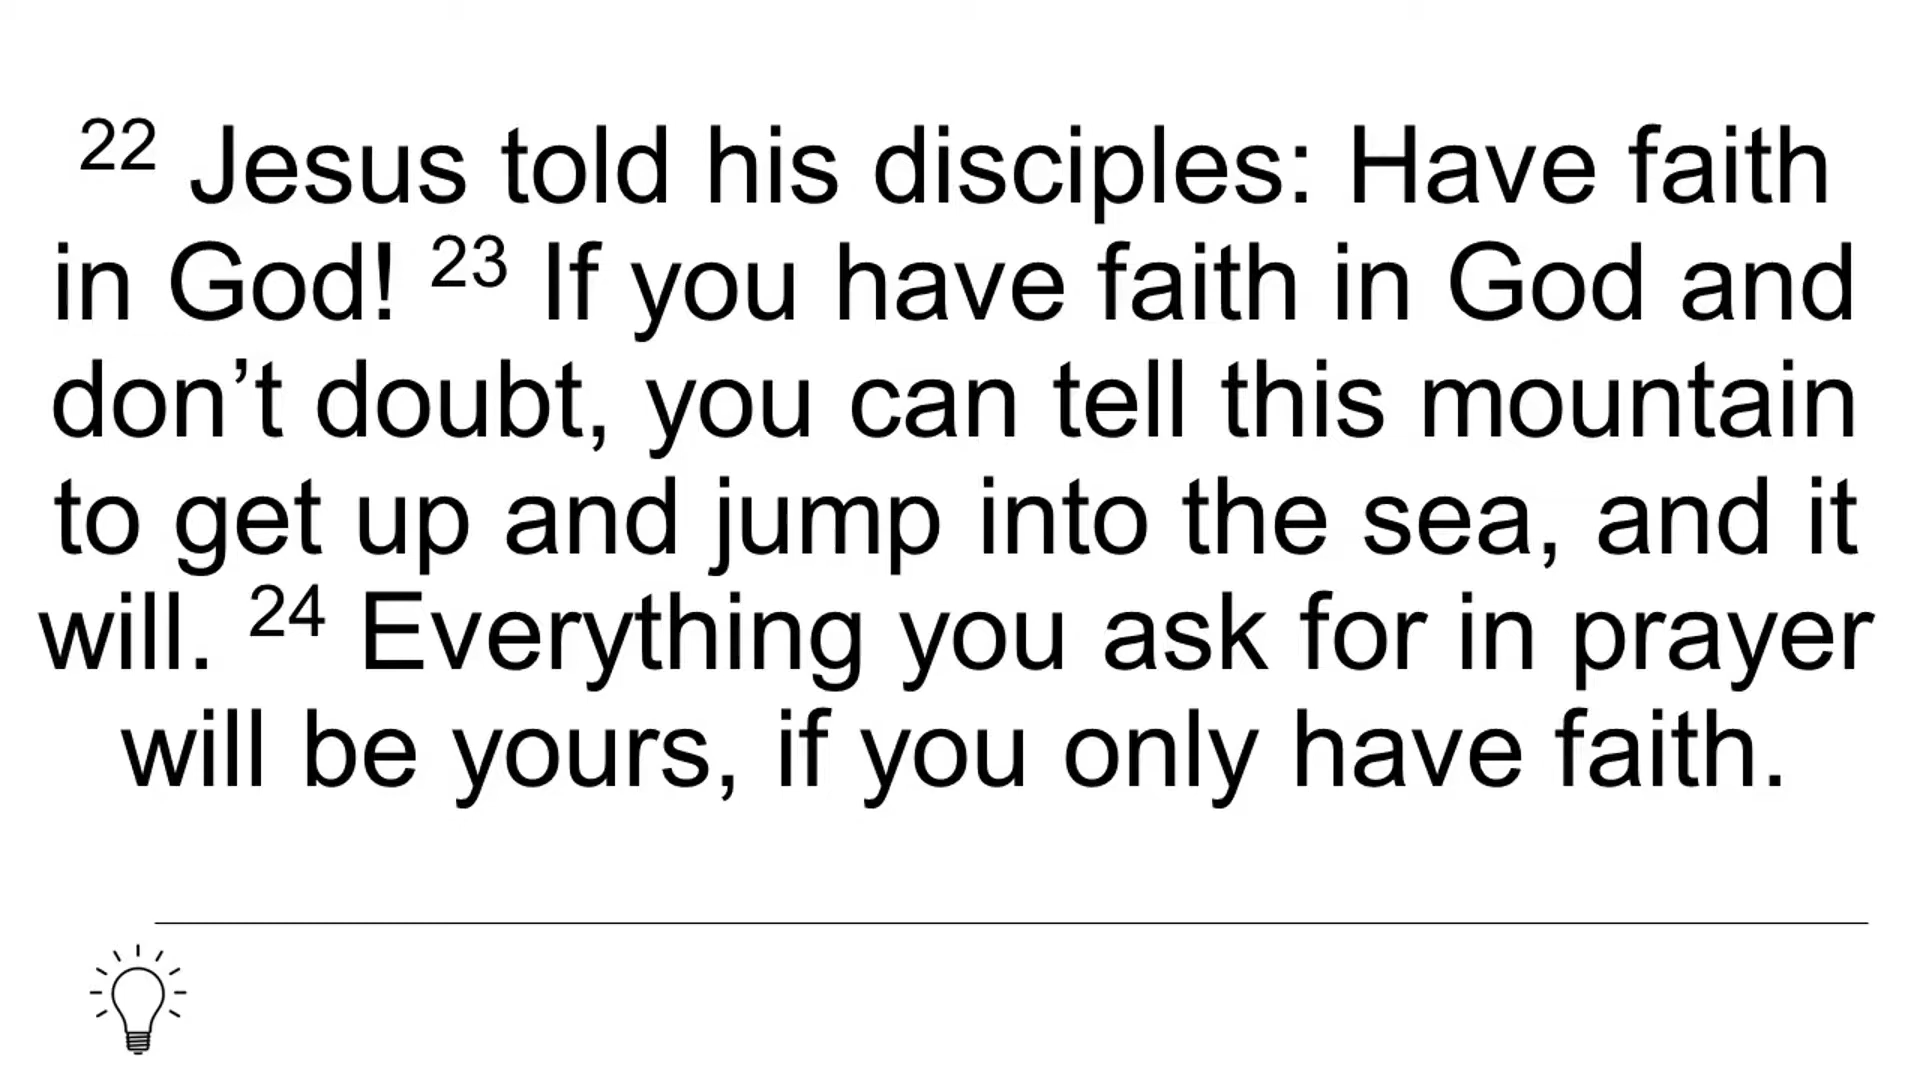 22 Jesus told his disciples: Have faith
in God! 23 If you have faith in God and
don’t doubt, you can tell this mountain
to get up and jump into the sea, and it
will. 24 Everything you ask for in prayer
will be yours, if you only have faith.